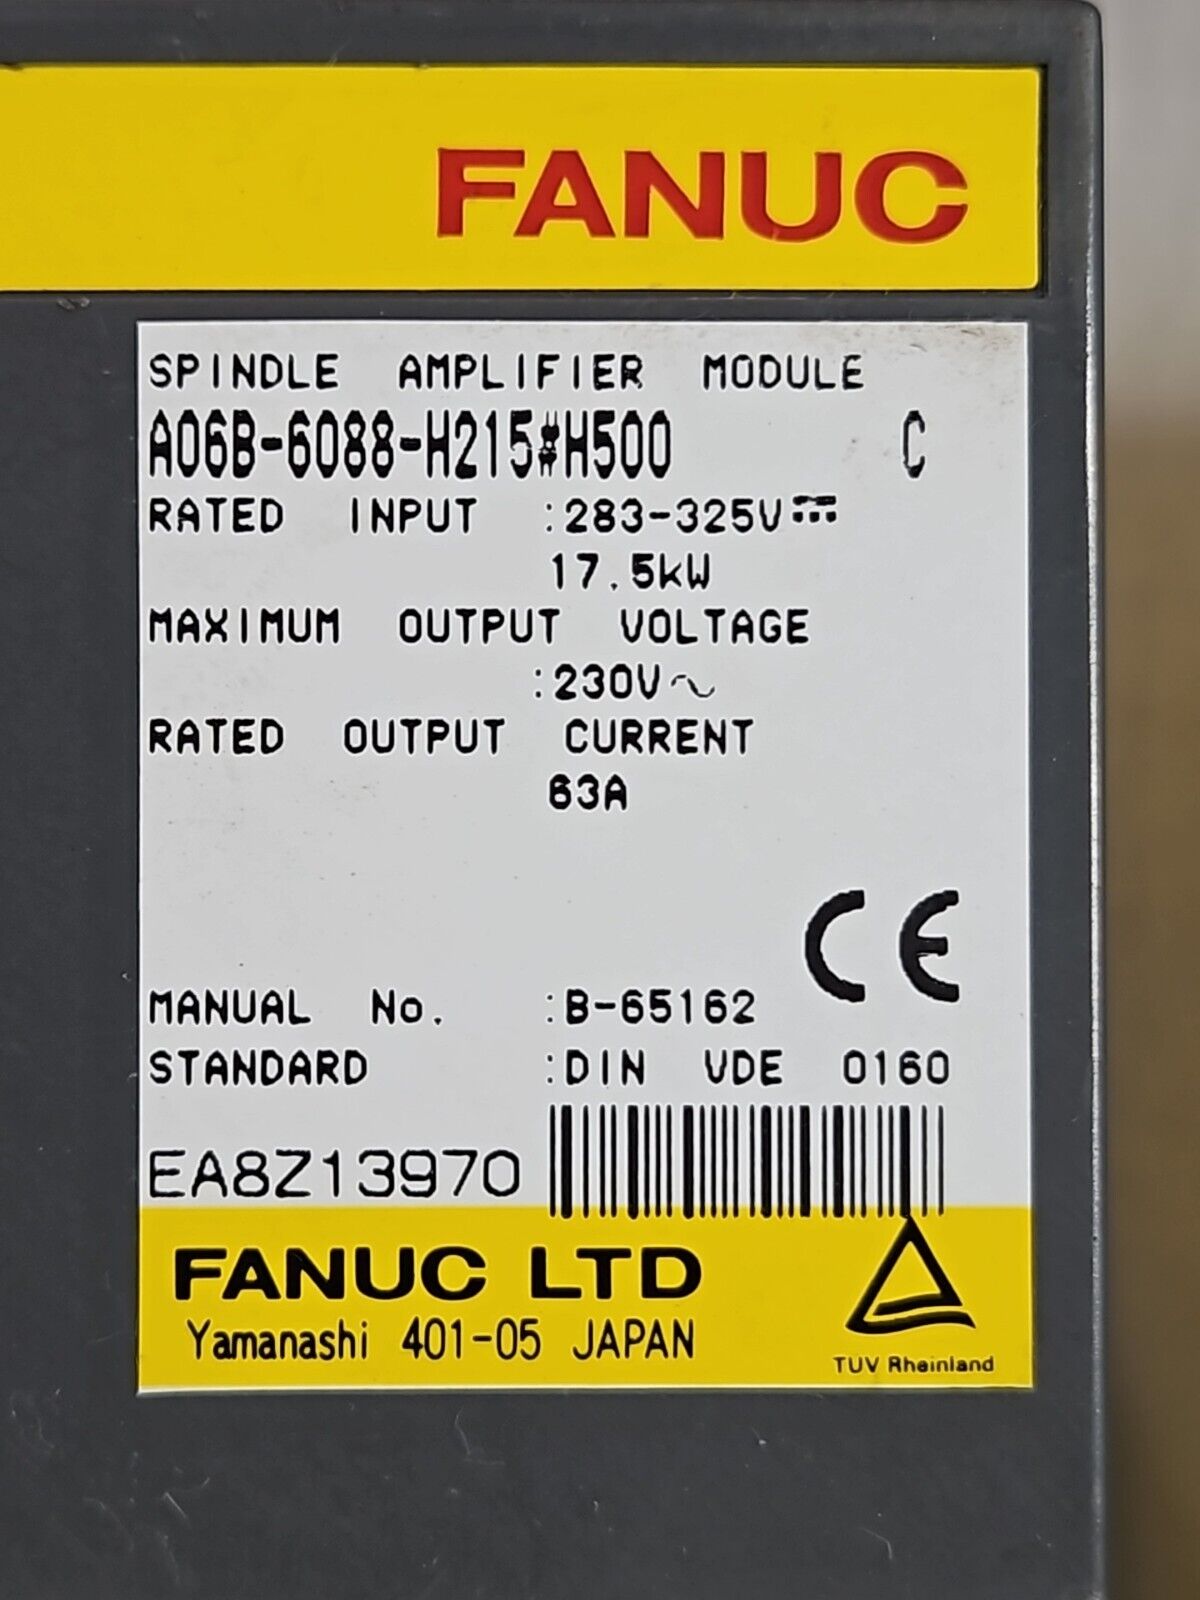 FANUC
SPINDLE AMPLIFIER MODULE
A06B-6088-H215#H500 C
RATED INPUT :283-325V⎓
17.5kW
MAXIMUM OUTPUT VOLTAGE
:230V∿
RATED OUTPUT CURRENT
63A
CE
MANUAL No. :B-65162
STANDARD :DIN VDE 0160
EA8Z13970
FANUC LTD
Yamanashi 401-05 JAPAN
TUV Rheinland